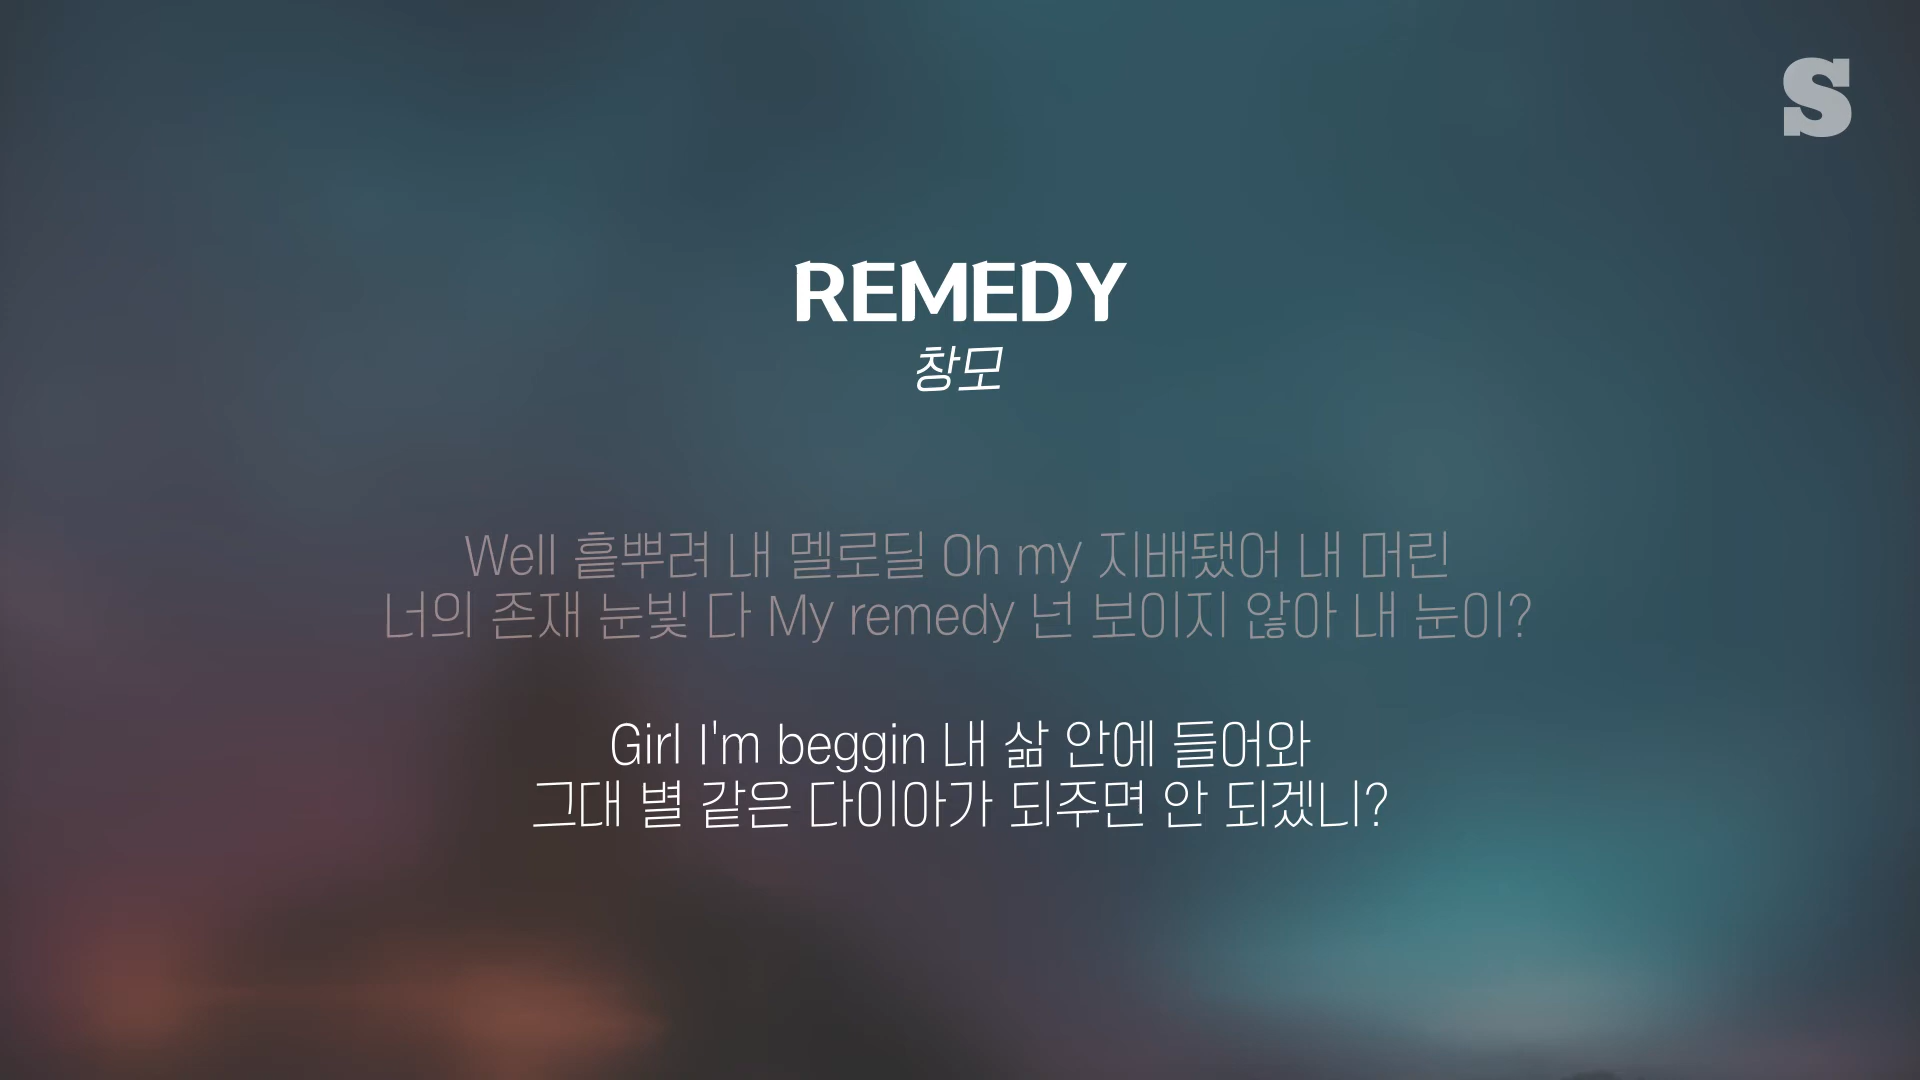 S
REMEDY
창모
Well 흩뿌려 내 멜로딜 Oh my 지배됐어 내 머린
너의 존재 눈빛 다 My remedy 넌 보이지 않아 내 눈이?
Girl I'm beggin 내 삶 안에 들어와
그대 별 같은 다이아가 되주면 안 되겠니?